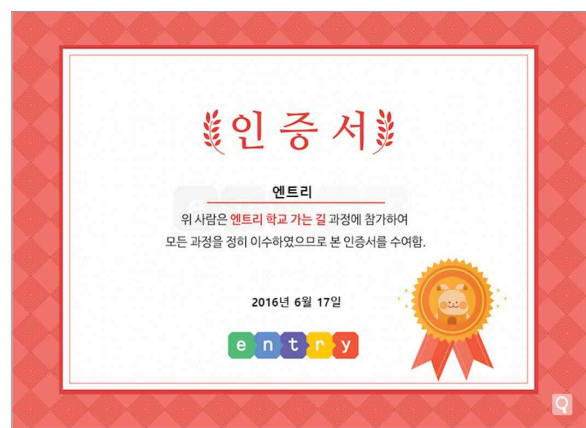 인증서
엔트리
위 사람은 엔트리 학교 가는 길 과정에 참가하여
모든 과정을 정히 이수하였으므로 본 인증서를 수여함.
2016년 6월 17일
entry